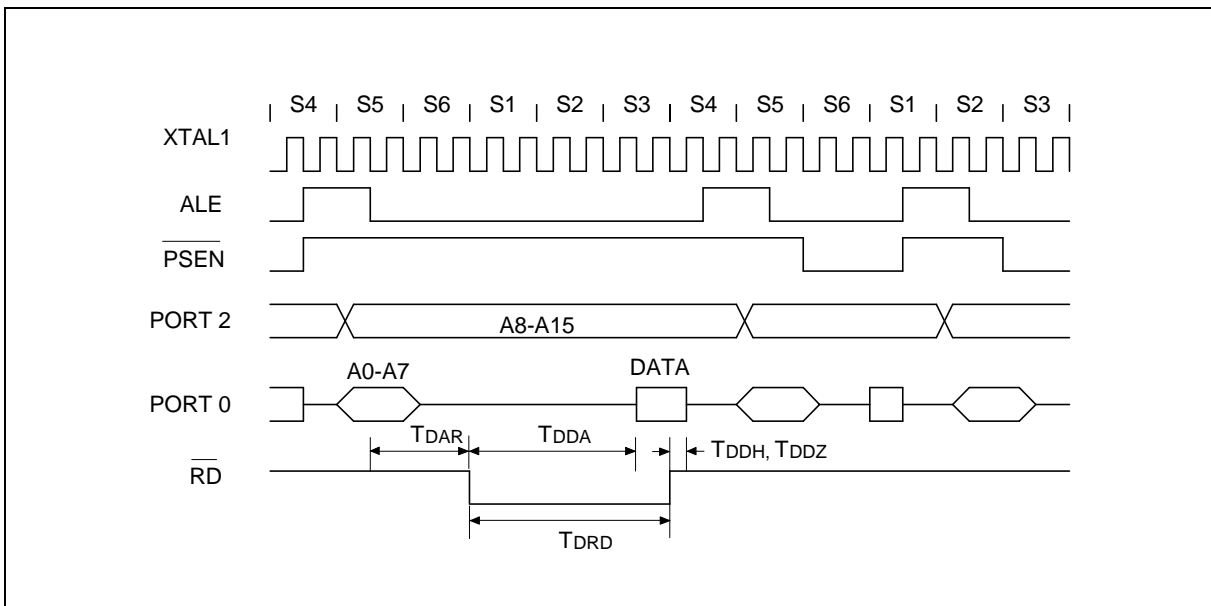 S4 S5 S6 S1 S2 S3 S4 S5 S6 S1 S2 S3
XTAL1
ALE
PSEN
PORT 2
A8-A15
A0-A7 DATA
PORT 0
TDAR TDDA TDDH, TDDZ
RD
TDRD